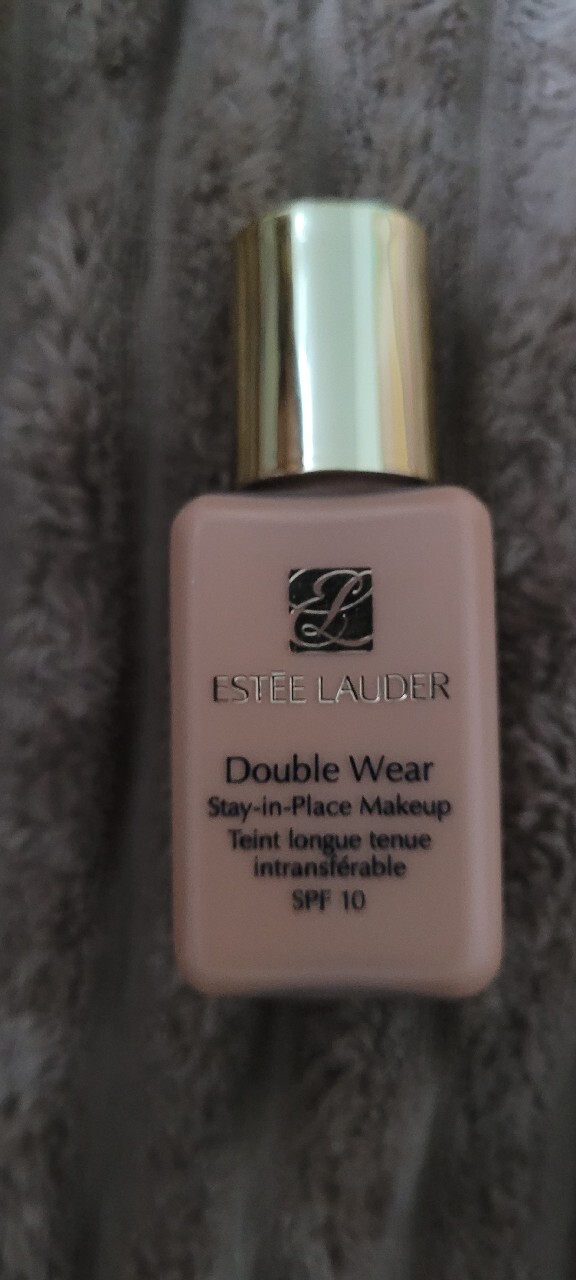 EL
ESTĒE LAUDER
Double Wear
Stay-in-Place Makeup
Teint longue tenue
intransférable
SPF 10